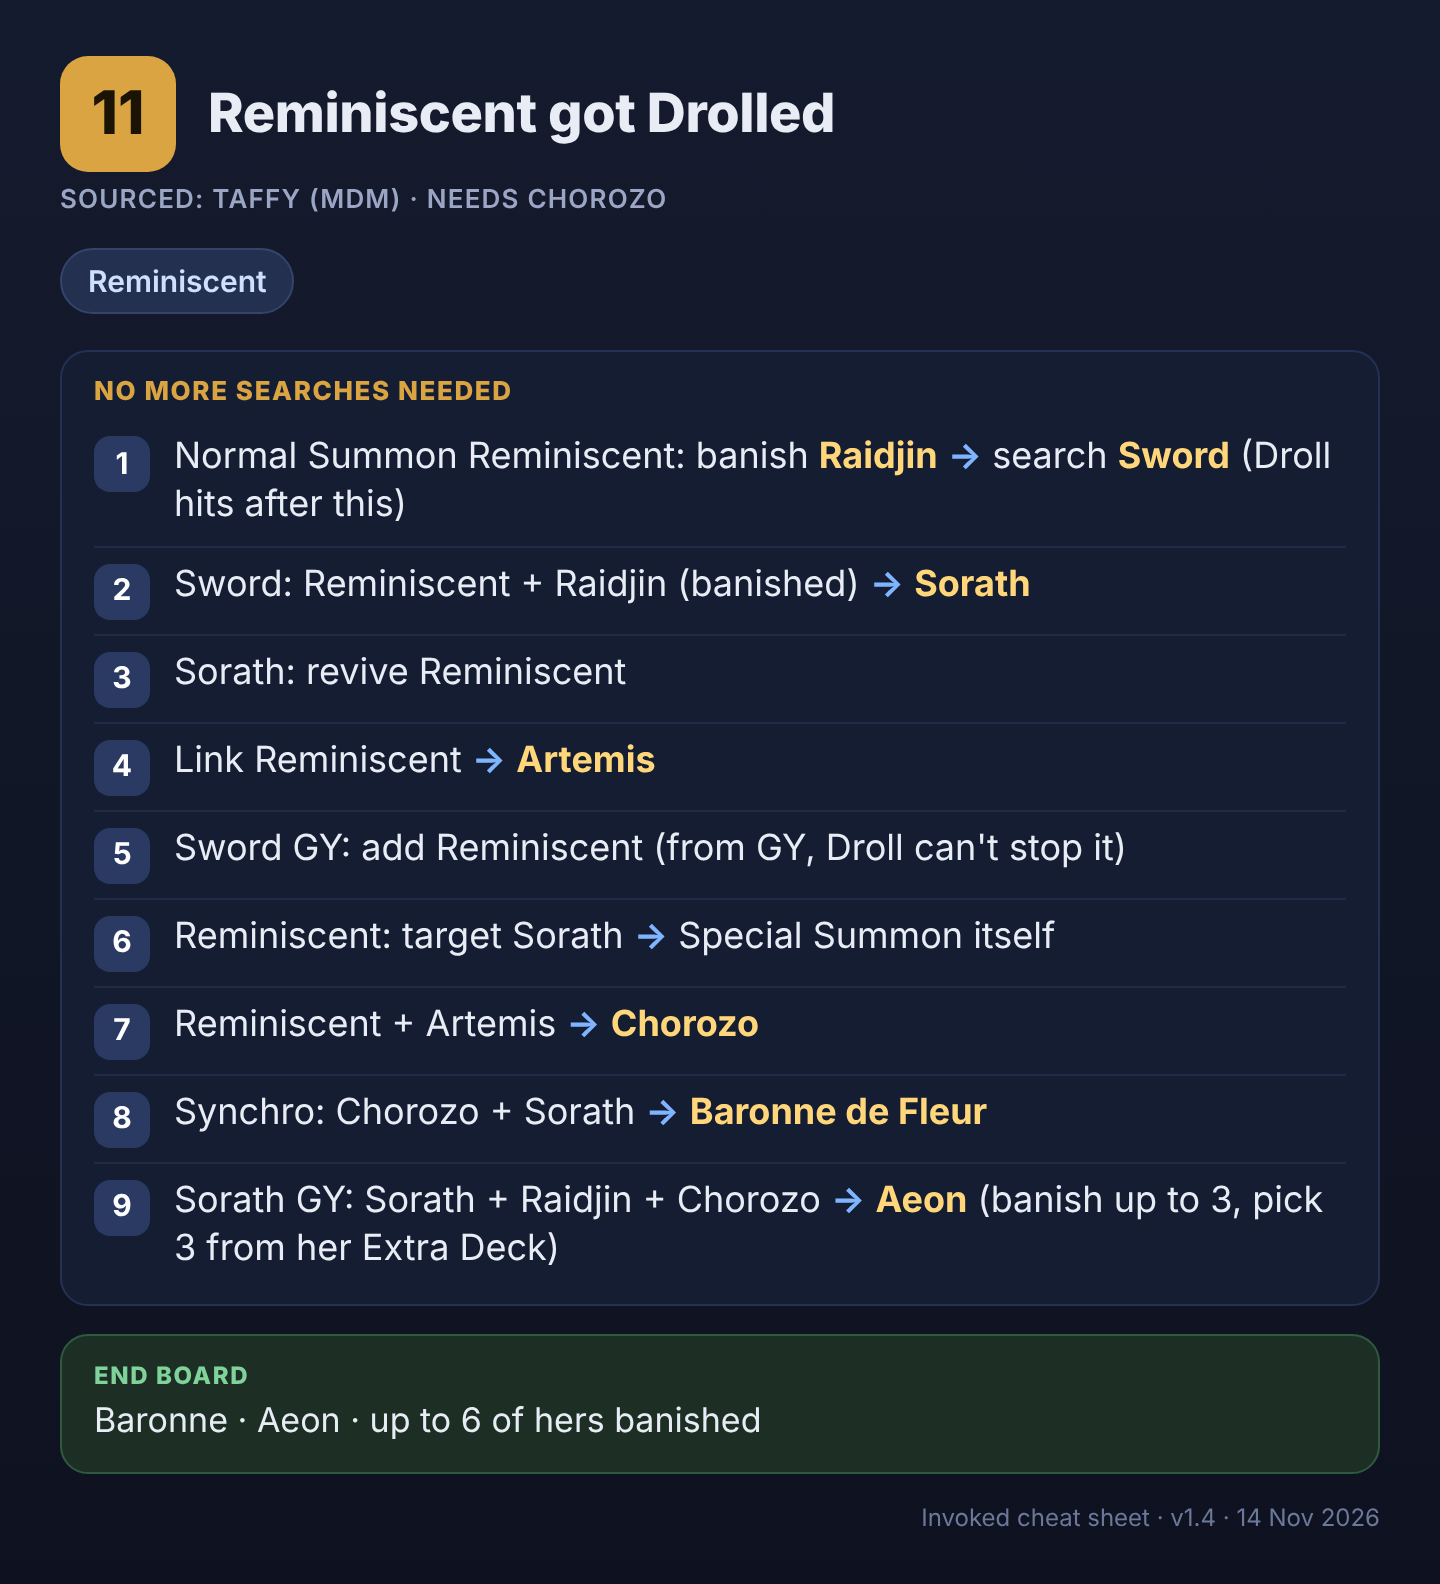 11
Reminiscent got Drolled
SOURCED: TAFFY (MDM) · NEEDS CHOROZO
Reminiscent
NO MORE SEARCHES NEEDED
1 Normal Summon Reminiscent: banish Raidjin → search Sword (Droll
hits after this)
2 Sword: Reminiscent + Raidjin (banished) → Sorath
3 Sorath: revive Reminiscent
4 Link Reminiscent → Artemis
5 Sword GY: add Reminiscent (from GY, Droll can't stop it)
6 Reminiscent: target Sorath → Special Summon itself
7 Reminiscent + Artemis → Chorozo
8 Synchro: Chorozo + Sorath → Baronne de Fleur
9 Sorath GY: Sorath + Raidjin + Chorozo → Aeon (banish up to 3, pick
3 from her Extra Deck)
END BOARD
Baronne · Aeon · up to 6 of hers banished
Invoked cheat sheet · v1.4 · 14 Nov 2026